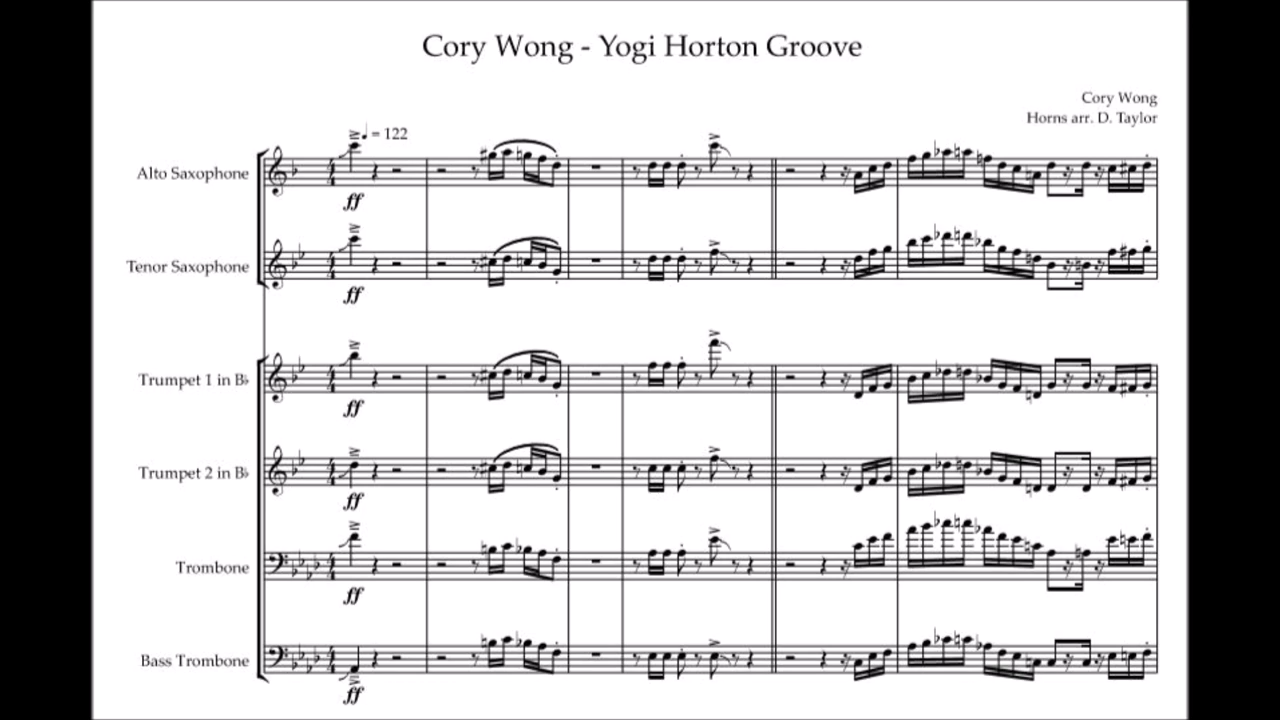 Cory Wong - Yogi Horton Groove
Cory Wong
Horns arr. D. Taylor
♩ = 122
Alto Saxophone
ff
Tenor Saxophone
ff
Trumpet 1 in B♭
ff
Trumpet 2 in B♭
ff
Trombone
ff
Bass Trombone
ff